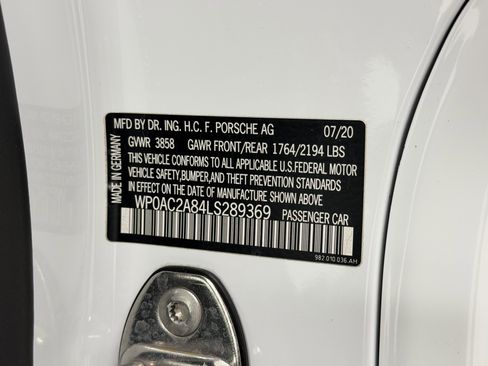 MFD BY DR. ING. H.C. F. PORSCHE AG 07/20
GVWR 3858 GAWR FRONT/REAR 1764/2194 LBS
THIS VEHICLE CONFORMS TO ALL APPLICABLE U.S.FEDERAL MOTOR
VEHICLE SAFETY,BUMPER,AND THEFT PREVENTION STANDARDS
IN EFFECT ON THE DATE OF MANUFACTURE SHOWN ABOVE
WP0AC2A84LS289369 PASSENGER CAR
MADE IN GERMANY
982.010.036.AH